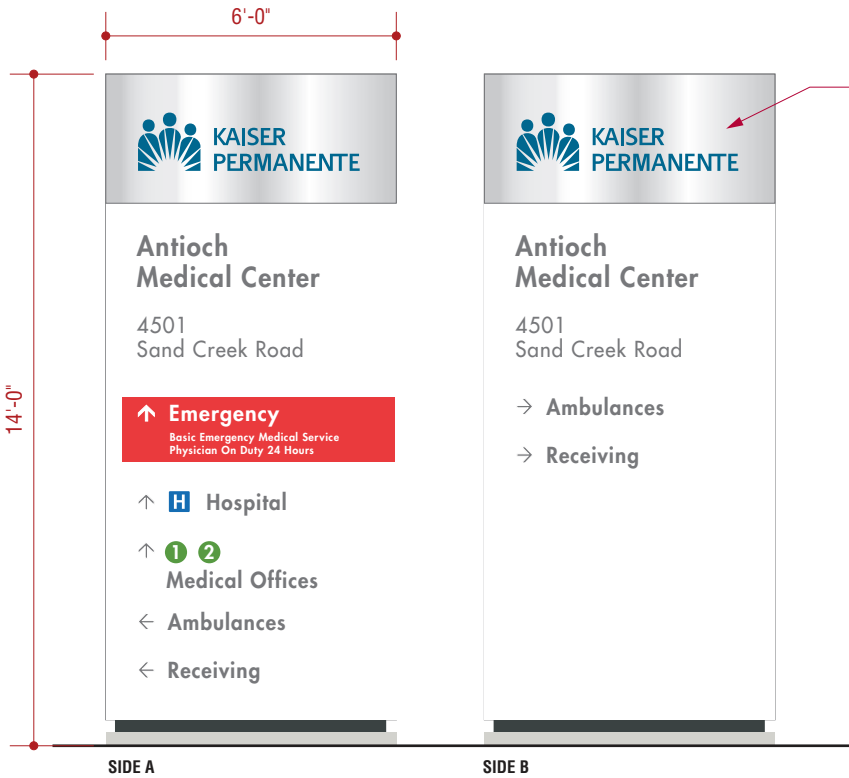 6'-0"
14'-0"
KAISER
PERMANENTE
Antioch
Medical Center
4501
Sand Creek Road
↑ Emergency
Basic Emergency Medical Service
Physician On Duty 24 Hours
↑ H Hospital
↑ 1 2
Medical Offices
← Ambulances
← Receiving
SIDE A
KAISER
PERMANENTE
Antioch
Medical Center
4501
Sand Creek Road
→ Ambulances
→ Receiving
SIDE B